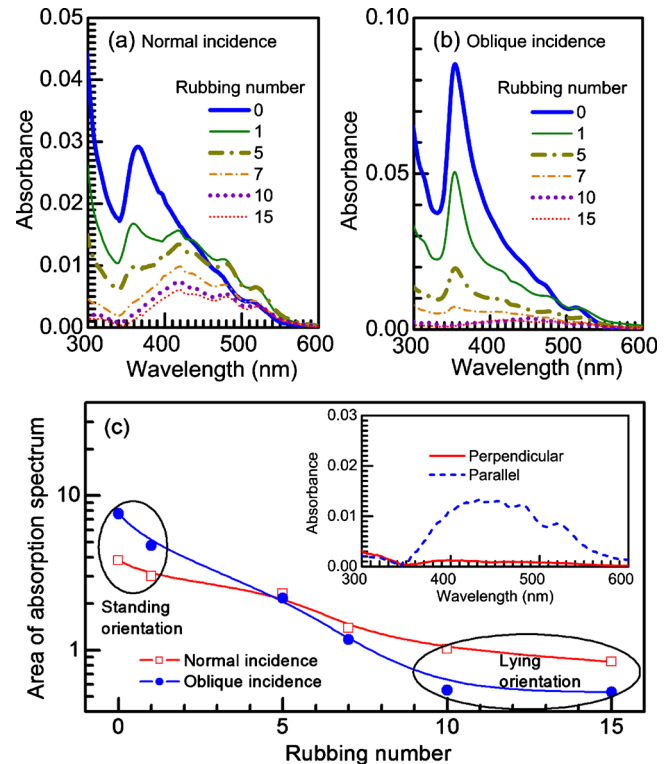 (a) Normal incidence
Rubbing number
0
1
5
7
10
15
0.05
0.04
0.03
0.02
0.01
0.00
Absorbance
300 400 500 600
Wavelength (nm)
(b) Oblique incidence
Rubbing number
0
1
5
7
10
15
0.10
0.05
0.00
Absorbance
300 400 500 600
Wavelength (nm)
(c)
10
1
Area of absorption spectrum
Standing
orientation
Normal incidence
Oblique incidence
Lying
orientation
0 5 10 15
Rubbing number
Perpendicular
Parallel
0.03
0.02
0.01
0.00
Absorbance
300 400 500 600
Wavelength (nm)